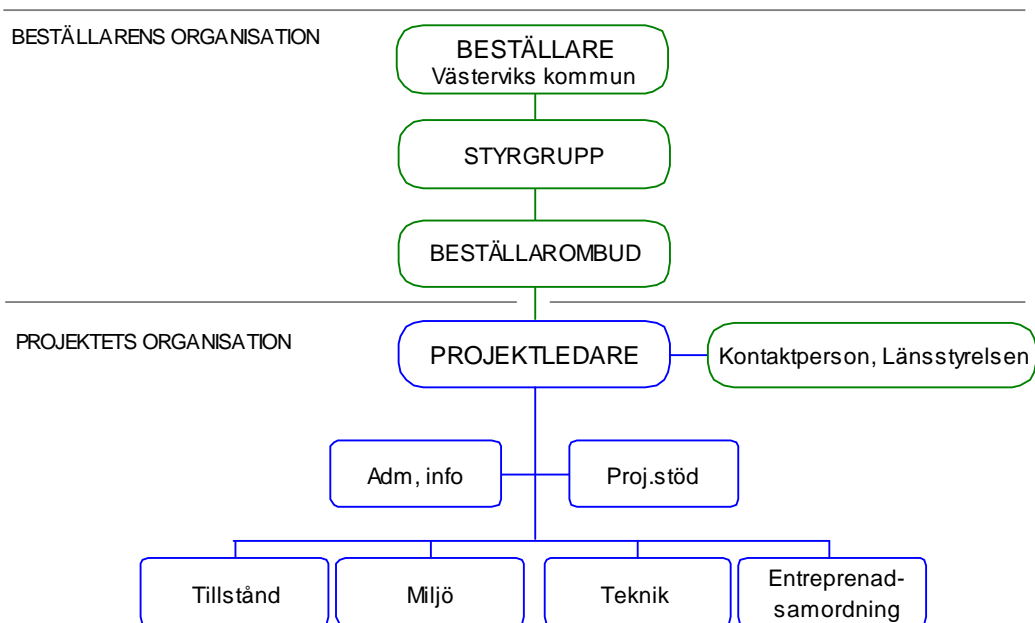 BESTÄLLARENS ORGANISATION
BESTÄLLARE
Västerviks kommun
STYRGRUPP
BESTÄLLAROMBUD
PROJEKTETS ORGANISATION
PROJEKTLEDARE
Kontaktperson, Länsstyrelsen
Adm, info
Proj.stöd
Tillstånd
Miljö
Teknik
Entreprenad-
samordning